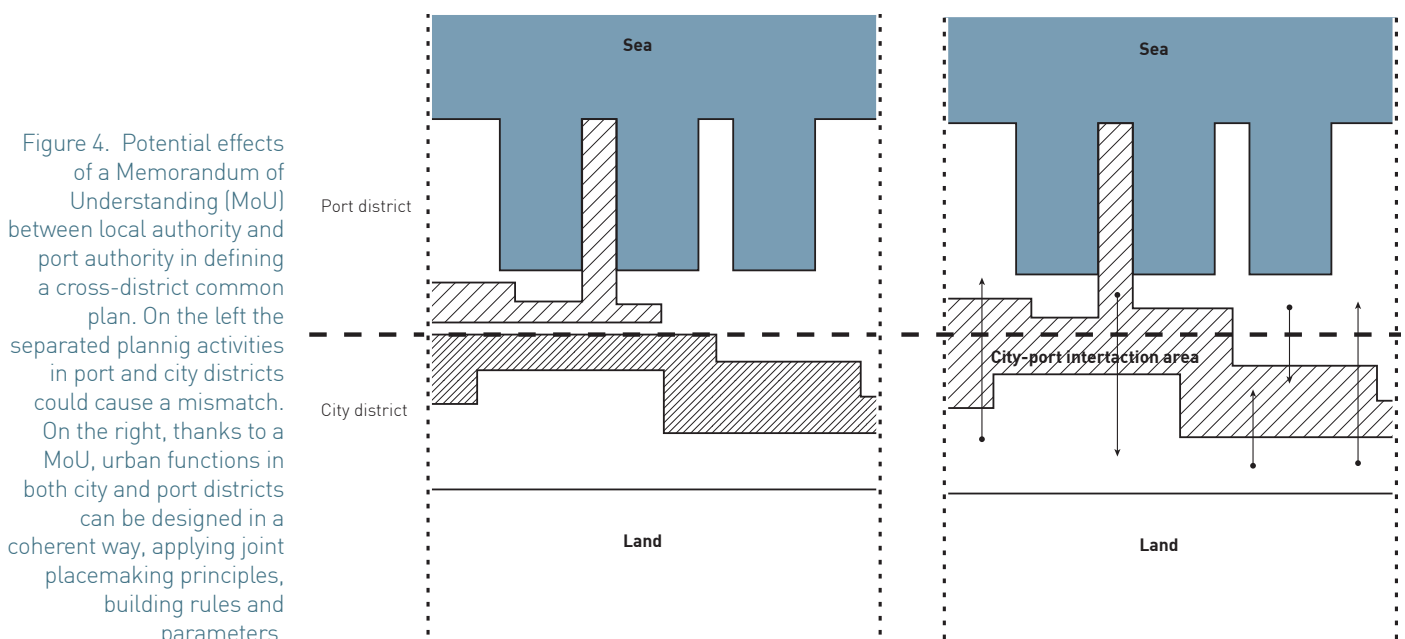 Figure 4. Potential effects
of a Memorandum of
Understanding (MoU)
between local authority and
port authority in defining
a cross-district common
plan. On the left the
separated plannig activities
in port and city districts
could cause a mismatch.
On the right, thanks to a
MoU, urban functions in
both city and port districts
can be designed in a
coherent way, applying joint
placemaking principles,
building rules and
parameters.
Port district
City district
Sea
Land
Sea
City-port intertaction area
Land